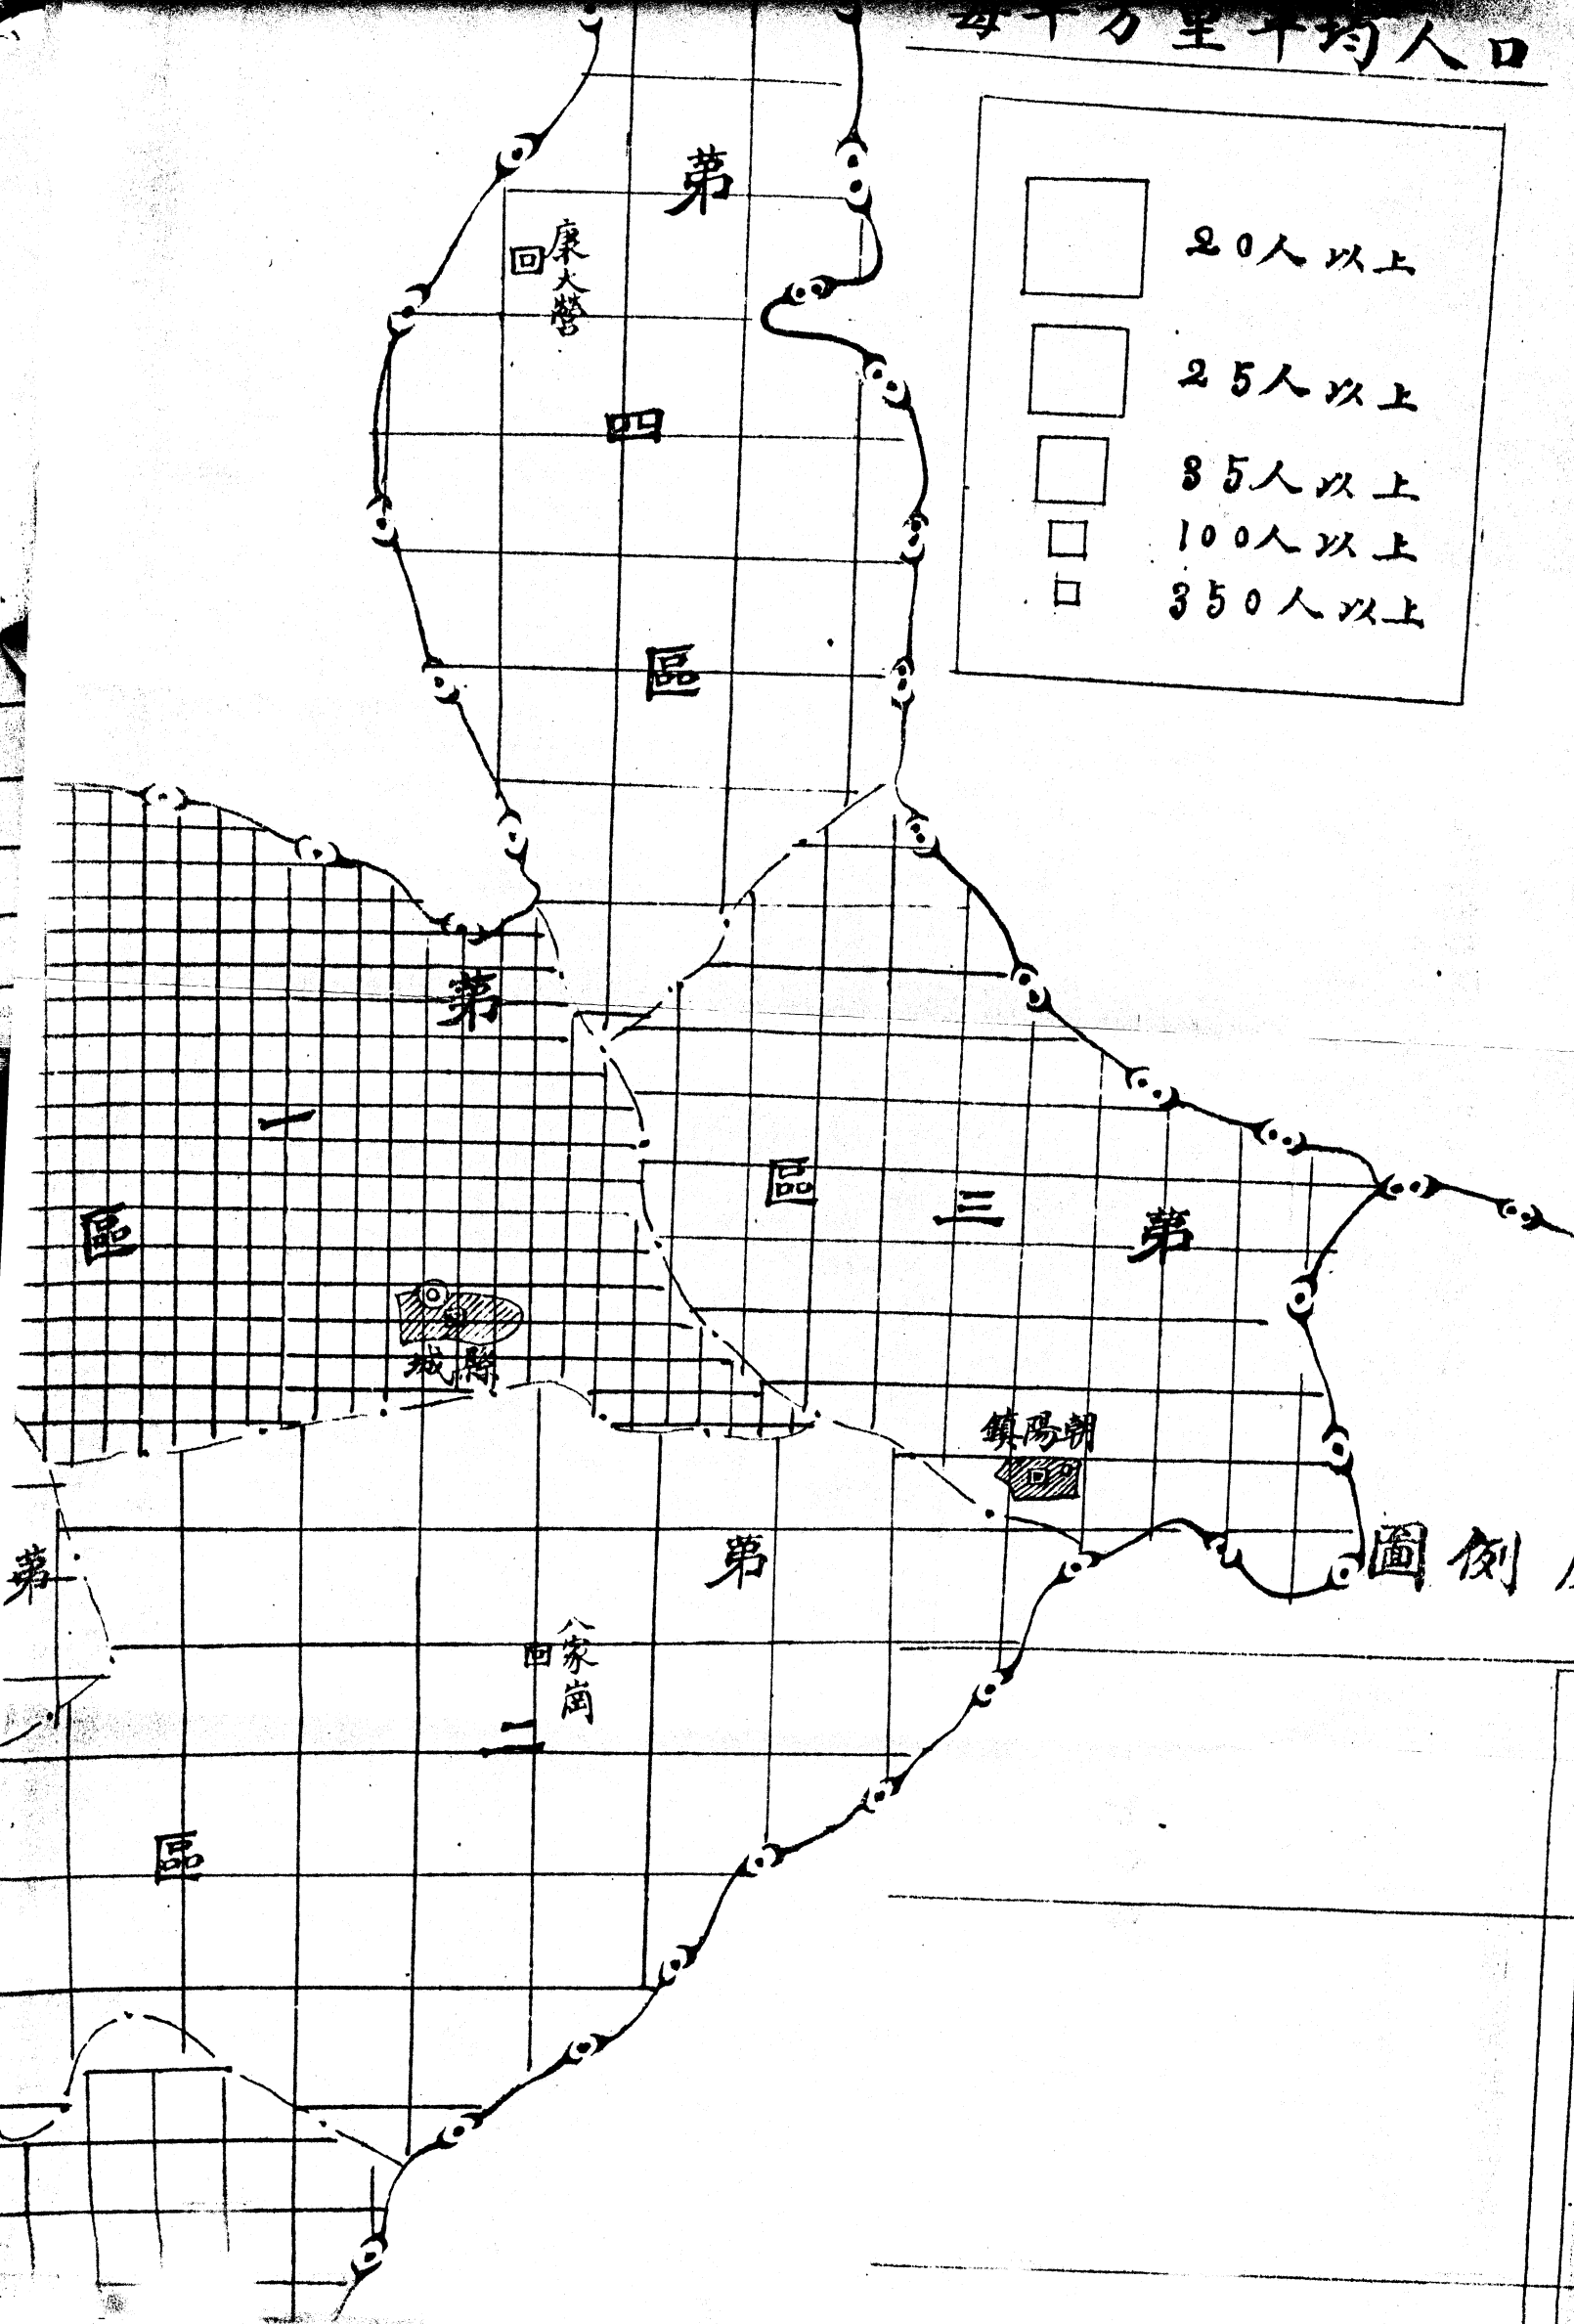 每平方里平均人口
20人以上
25人以上
35人以上
100人以上
350人以上
第四區
康大營
第一區
縣城
第三區
朝陽鎮
第二區
八家崗
第
例圖